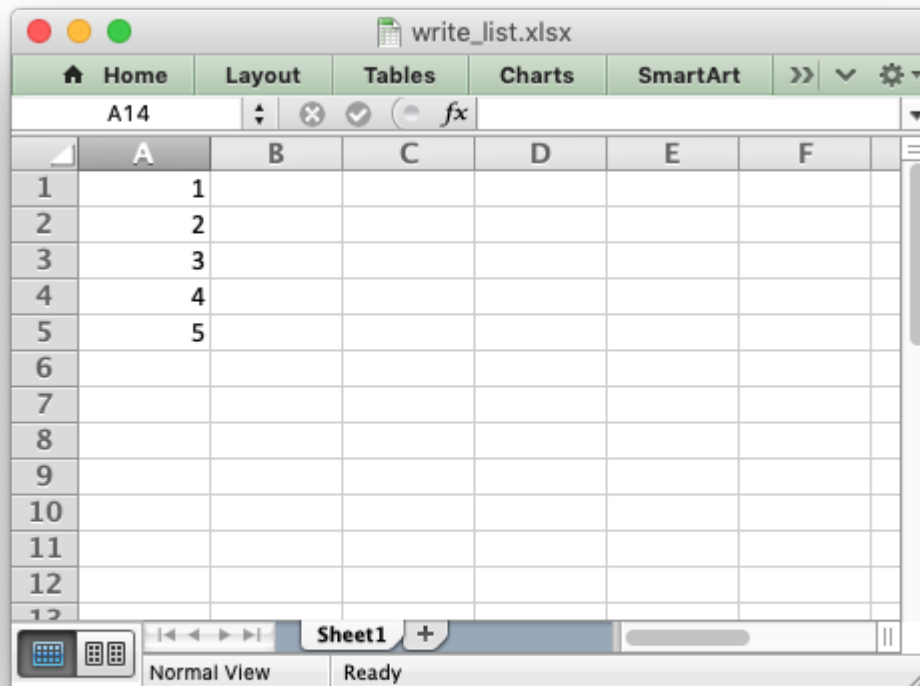 write_list.xlsx
Home Layout Tables Charts SmartArt
A14 fx
A B C D E F
1 1
2 2
3 3
4 4
5 5
6
7
8
9
10
11
12
13
Sheet1 +
Normal View Ready